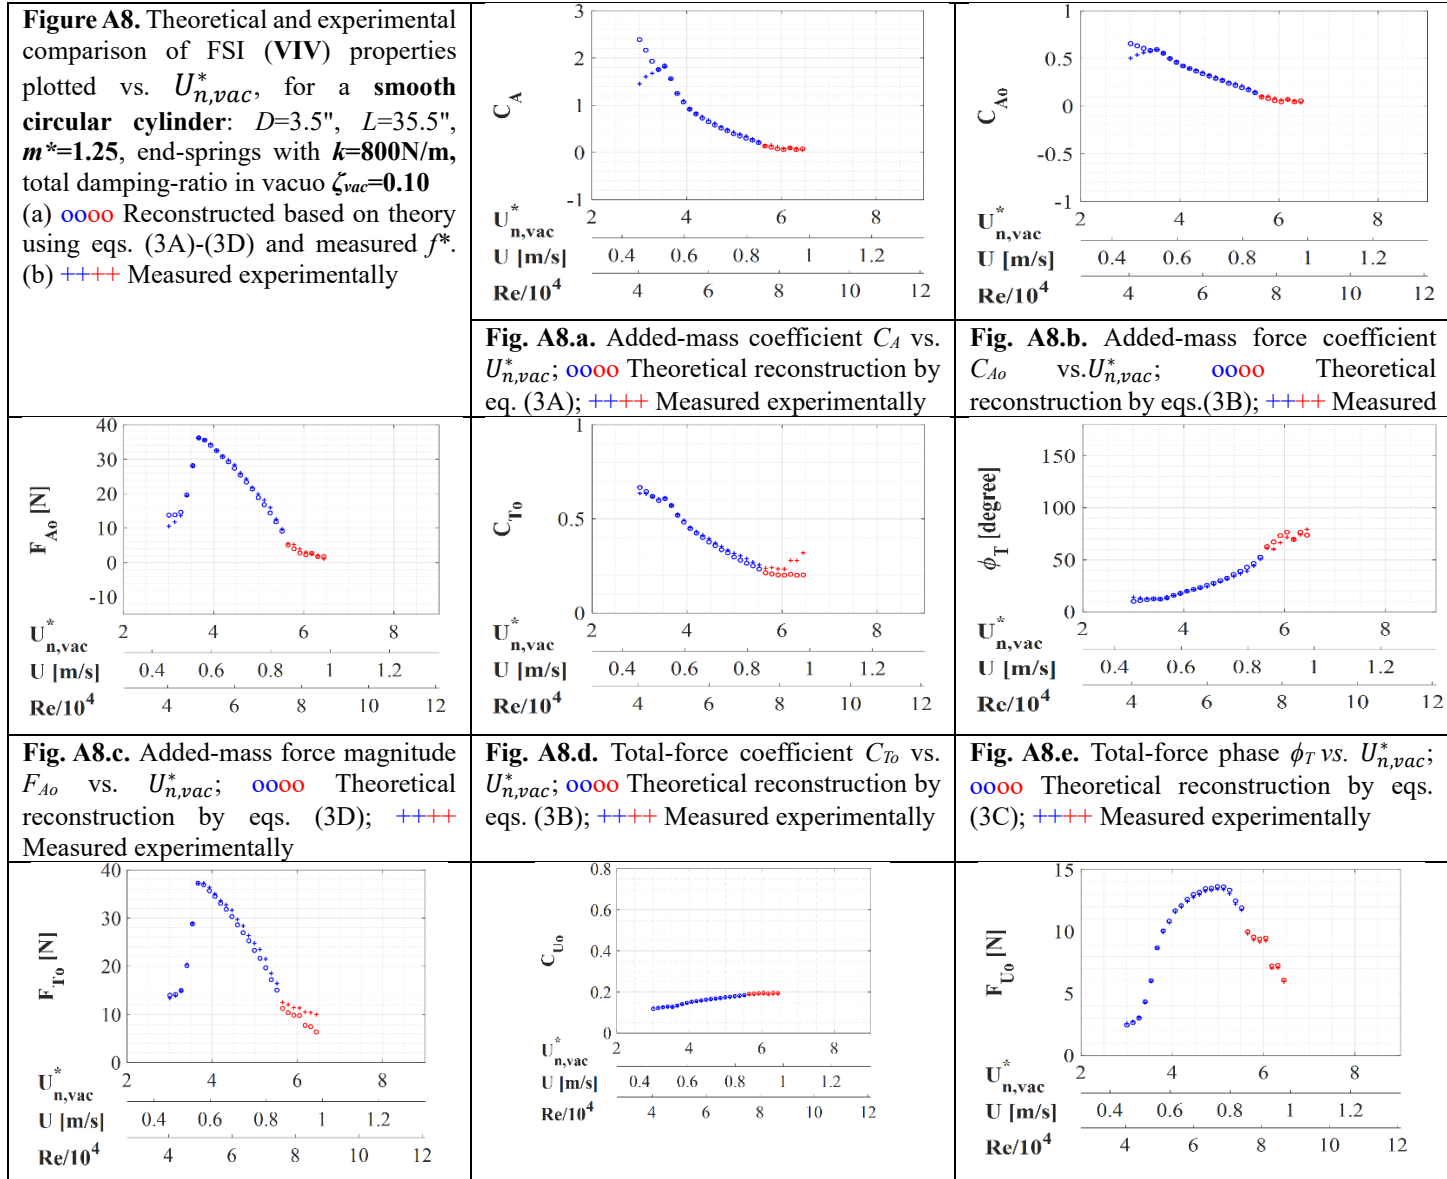 Figure A8. Theoretical and experimental
comparison of FSI (VIV) properties
plotted vs. U*n,vac, for a smooth
circular cylinder: D=3.5", L=35.5",
m*=1.25, end-springs with k=800N/m,
total damping-ratio in vacuo ζvac=0.10
(a) oooo Reconstructed based on theory
using eqs. (3A)-(3D) and measured f*.
(b) ++++ Measured experimentally
3
2
1
0
-1
C_A
2 4 6 8
U*n,vac
U [m/s] 0.4 0.6 0.8 1 1.2
Re/10^4 4 6 8 10 12
Fig. A8.a. Added-mass coefficient CA vs.
U*n,vac; oooo Theoretical reconstruction by
eq. (3A); ++++ Measured experimentally
1
0.5
0
-0.5
-1
C_Ao
2 4 6 8
U*n,vac
U [m/s] 0.4 0.6 0.8 1 1.2
Re/10^4 4 6 8 10 12
Fig. A8.b. Added-mass force coefficient
CAo vs.U*n,vac; oooo Theoretical
reconstruction by eqs.(3B); ++++ Measured
40
30
20
10
0
-10
F_Ao [N]
2 4 6 8
U*n,vac
U [m/s] 0.4 0.6 0.8 1 1.2
Re/10^4 4 6 8 10 12
Fig. A8.c. Added-mass force magnitude
FAo vs. U*n,vac; oooo Theoretical
reconstruction by eqs. (3D); ++++
Measured experimentally
1
0.5
0
C_To
2 4 6 8
U*n,vac
U [m/s] 0.4 0.6 0.8 1 1.2
Re/10^4 4 6 8 10 12
Fig. A8.d. Total-force coefficient CTo vs.
U*n,vac; oooo Theoretical reconstruction by
eqs. (3B); ++++ Measured experimentally
150
100
50
0
ϕ_T [degree]
2 4 6 8
U*n,vac
U [m/s] 0.4 0.6 0.8 1 1.2
Re/10^4 4 6 8 10 12
Fig. A8.e. Total-force phase ϕT vs. U*n,vac;
oooo Theoretical reconstruction by eqs.
(3C); ++++ Measured experimentally
40
30
20
10
0
F_To [N]
2 4 6 8
U*n,vac
U [m/s] 0.4 0.6 0.8 1 1.2
Re/10^4 4 6 8 10 12
0.8
0.6
0.4
0.2
0
C_Uo
2 4 6 8
U*n,vac
U [m/s] 0.4 0.6 0.8 1 1.2
Re/10^4 4 6 8 10 12
15
10
5
0
F_Uo [N]
2 4 6 8
U*n,vac
U [m/s] 0.4 0.6 0.8 1 1.2
Re/10^4 4 6 8 10 12